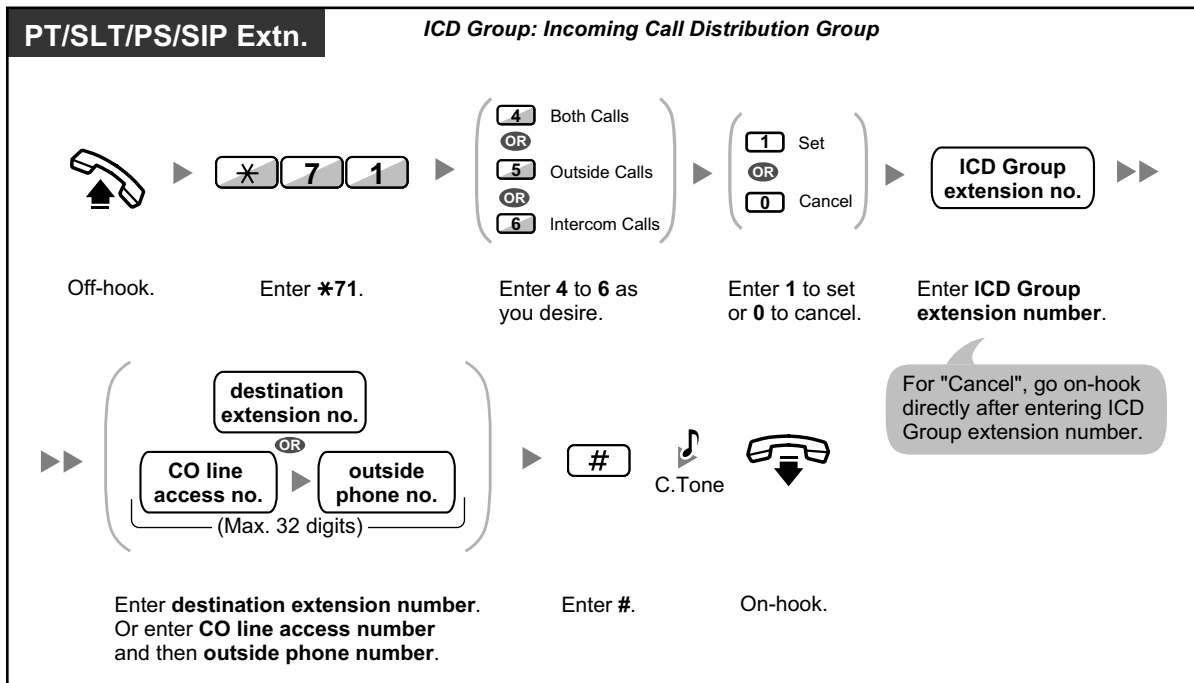 PT/SLT/PS/SIP Extn.
ICD Group: Incoming Call Distribution Group
4 Both Calls
OR
5 Outside Calls
OR
6 Intercom Calls
1 Set
OR
0 Cancel
7 1
ICD Group
extension no.
Off-hook.
Enter 71.
Enter 4 to 6 as
you desire.
Enter 1 to set
or 0 to cancel.
Enter ICD Group
extension number.
For "Cancel", go on-hook
directly after entering ICD
Group extension number.
destination
extension no.
OR
CO line
access no.
outside
phone no.
(Max. 32 digits)
#
C.Tone
Enter destination extension number.
Or enter CO line access number
and then outside phone number.
Enter #.
On-hook.